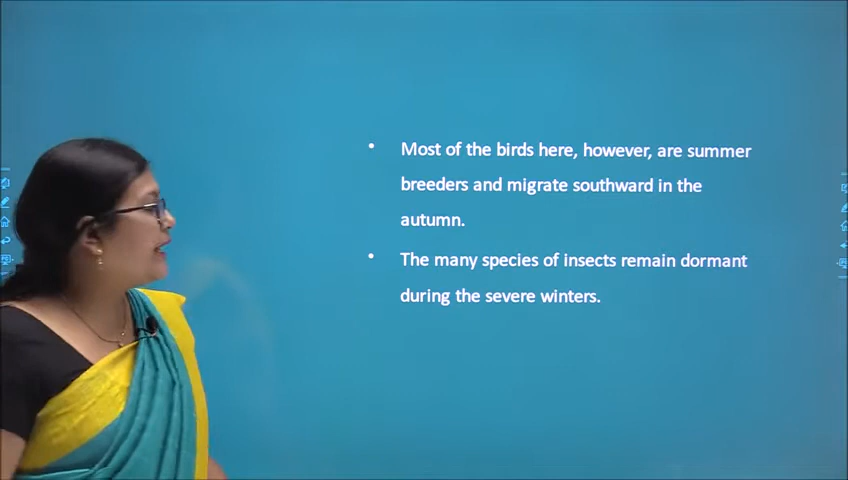 Most of the birds here, however, are summer
breeders and migrate southward in the
autumn.
The many species of insects remain dormant
during the severe winters.